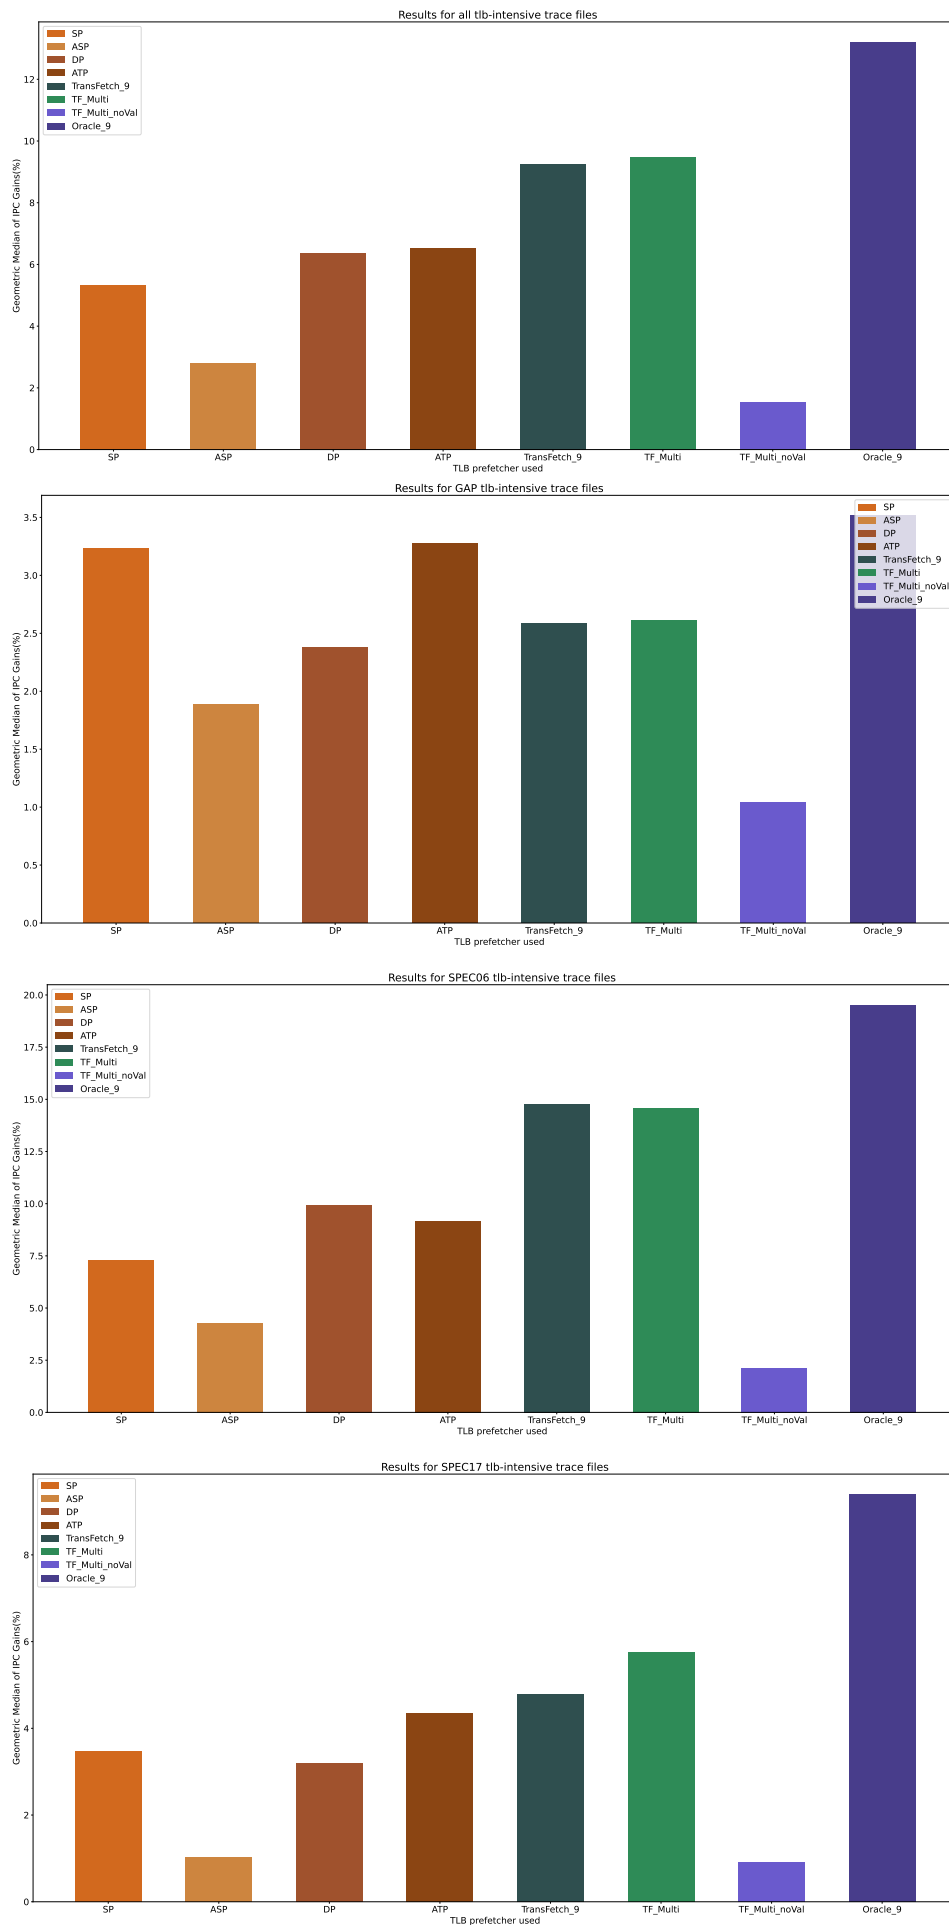 Results for all tlb-intensive trace files
SP
ASP
DP
ATP
TransFetch_9
TF_Multi
TF_Multi_noVal
Oracle_9
Geometric Median of IPC Gains(%)
12
10
8
6
4
2
0
SP ASP DP ATP TransFetch_9 TF_Multi TF_Multi_noVal Oracle_9
TLB prefetcher used
Results for GAP tlb-intensive trace files
SP
ASP
DP
ATP
TransFetch_9
TF_Multi
TF_Multi_noVal
Oracle_9
Geometric Median of IPC Gains(%)
3.5
3.0
2.5
2.0
1.5
1.0
0.5
0.0
SP ASP DP ATP TransFetch_9 TF_Multi TF_Multi_noVal Oracle_9
TLB prefetcher used
Results for SPEC06 tlb-intensive trace files
SP
ASP
DP
ATP
TransFetch_9
TF_Multi
TF_Multi_noVal
Oracle_9
Geometric Median of IPC Gains(%)
20.0
17.5
15.0
12.5
10.0
7.5
5.0
2.5
0.0
SP ASP DP ATP TransFetch_9 TF_Multi TF_Multi_noVal Oracle_9
TLB prefetcher used
Results for SPEC17 tlb-intensive trace files
SP
ASP
DP
ATP
TransFetch_9
TF_Multi
TF_Multi_noVal
Oracle_9
Geometric Median of IPC Gains(%)
8
6
4
2
0
SP ASP DP ATP TransFetch_9 TF_Multi TF_Multi_noVal Oracle_9
TLB prefetcher used